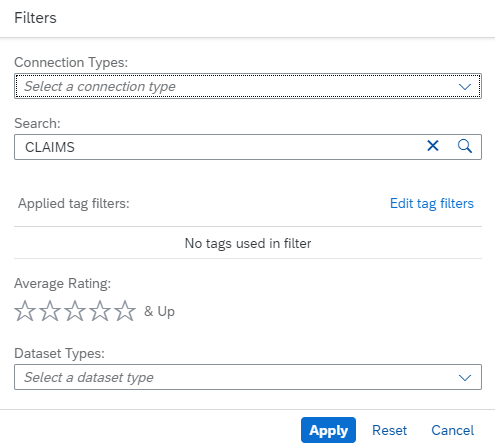 Filters
Connection Types:
Select a connection type
Search:
CLAIMS
Applied tag filters: Edit tag filters
No tags used in filter
Average Rating:
& Up
Dataset Types:
Select a dataset type
Apply Reset Cancel